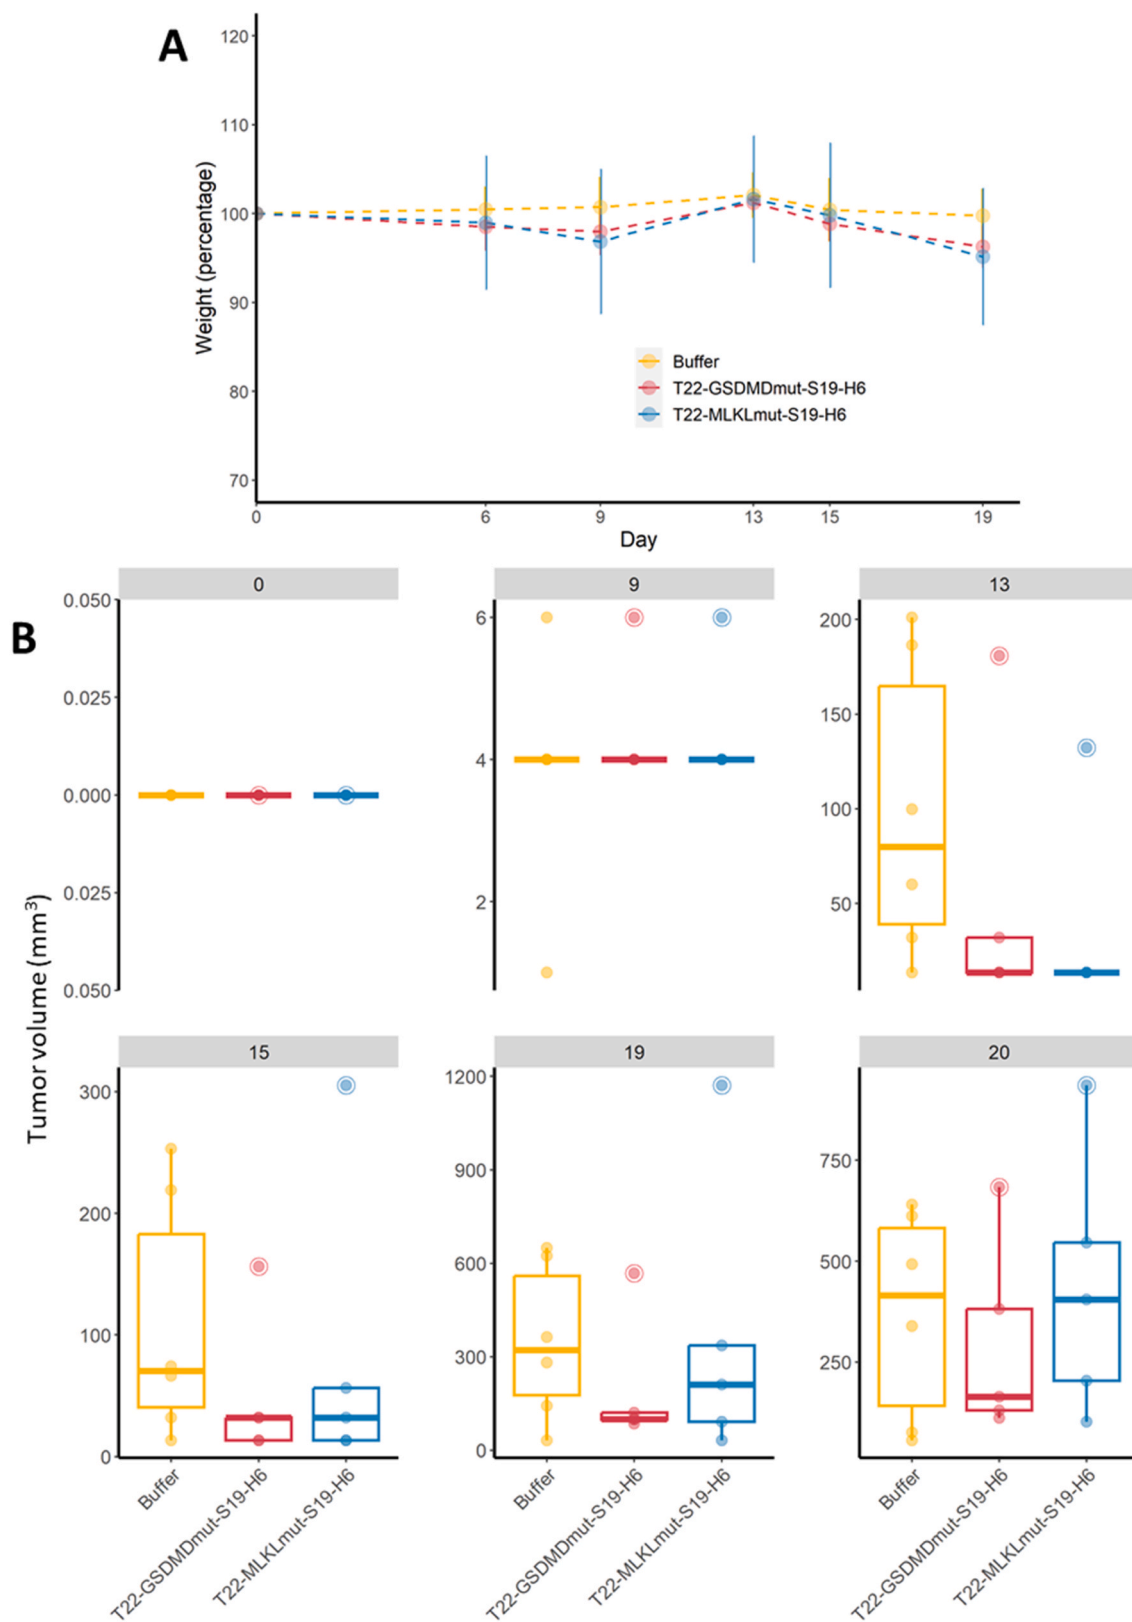 A
120
110
100
90
80
70
Weight (percentage)
Buffer
T22-GSDMDmut-S19-H6
T22-MLKLmut-S19-H6
0 6 9 13 15 19
Day
B
Tumor volume (mm³)
0
0.050
0.025
0.000
0.025
0.050
9
6
4
2
13
200
150
100
50
15
300
200
100
0
19
1200
900
600
300
0
20
750
500
250
Buffer
T22-GSDMDmut-S19-H6
T22-MLKLmut-S19-H6
Buffer
T22-GSDMDmut-S19-H6
T22-MLKLmut-S19-H6
Buffer
T22-GSDMDmut-S19-H6
T22-MLKLmut-S19-H6